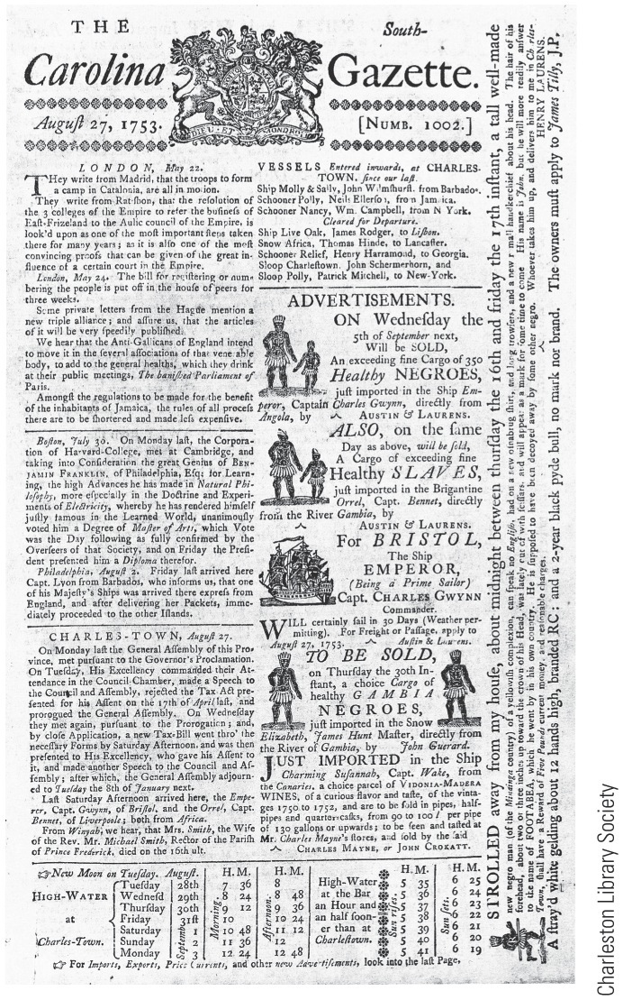 THE
South-
Carolina Gazette.
DIEU · ET MON DROIT
August 27, 1753.
[NUMB. 1002.]
LONDON, May 22.
THey write from Madrid, that the troops to form
a camp in Catalonia, are all in motion.
They write from Ratisbon, that the resolution of
the 3 colleges of the Empire to refer the business of
East-Frizeland to the Aulic council of the Empire, is
look'd upon as one of the most important steps taken
there for many years; as it is also one of the most
convincing proofs that can be given of the great in-
fluence of a certain court in the Empire.
London, May 24. The bill for registering or num-
bering the people is put off in the house of peers for
three weeks.
Some private letters from the Hague mention a
new triple alliance; and assure us, that the articles
of it will be very speedily published.
We hear that the Anti-Gallicans of England intend
to move it in the several associations of that venerable
body, to add to the general healths, which they drink
at their public meetings, The banished Parliament of
Paris.
Amongst the regulations to be made for the benefit
of the inhabitants of Jamaica, the rules of all process
there are to be shortened and made less expensive.
Boston, July 30. On Monday last, the Corpora-
tion of Harvard-College, met at Cambridge, and
taking into Consideration the great Genius of BEN-
JAMIN FRANKLIN, of Philadelphia, Esq; for Learn-
ing, the high Advances he has made in Natural Phi-
losophy, more especially in the Doctrine and Experi-
ments of Electricity, whereby he has rendered himself
justly famous in the Learned World, unanimously
voted him a Degree of Master of Arts, which Vote
was the Day following as fully confirmed by the
Overseers of that Society, and on Friday the Presi-
dent presented him a Diploma therefor.
Philadelphia, August 2. Friday last arrived here
Capt. Lyon from Barbados, who informs us, that one
of his Majesty's Ships was arrived there express from
England, and after delivering her Packets, imme-
diately proceeded to the other Islands.
CHARLES-TOWN, August 27.
On Monday last the General Assembly of this Pro-
vince, met pursuant to the Governor's Proclamation.
On Tuesday, His Excellency commanded their At-
tendance in the Council-Chamber, made a Speech to
the Council and Assembly, rejected the Tax-Act pre-
sented for his Assent on the 17th of April last, and
prorogued the General Assembly. On Wednesday
they met again, pursuant to the Prorogation; and,
by close Application, a new Tax-Bill went thro' the
necessary Forms by Saturday Afternoon, and was then
presented to His Excellency, who gave his Assent to
it, and made another Speech to the Council and As-
sembly; after which, the General Assembly adjourn-
ed to Tuesday the 8th of January next.
Last Saturday Afternoon arrived here, the Empe-
ror, Capt. Gwynn, of Bristol, and the Orrel, Capt.
Bennet, of Liverpoole; both from Africa.
From Winyah, we hear, that Mrs. Smith, the Wife
of the Rev. Mr. Michael Smith, Rector of the Parish
of Prince Frederick, died on the 16th ult.
VESSELS Entered inwards, at CHARLES-
TOWN, since our last.
Ship Molly & Sally, John Wilmshurst, from Barbados.
Schooner Polly, Neils Ellerson, from Jamaica.
Schooner Nancy, Wm. Campbell, from N York.
Cleared for Departure.
Ship Live Oak, James Rodger, to Lisbon.
Snow Africa, Thomas Hinde, to Lancaster.
Schooner Relief, Henry Harramond, to Georgia.
Sloop Charlestown, John Schermerhorn, and
Sloop Polly, Patrick Mitchell, to New-York.
ADVERTISEMENTS.
ON Wednesday the
5th of September next,
Will be SOLD,
An exceeding fine Cargo of 350
Healthy NEGROES,
just imported in the Ship Em-
peror, Captain Charles Gwynn, directly from
Angola, by
AUSTIN & LAURENS.
ALSO, on the same
Day as above, will be sold,
A Cargo of exceeding fine
Healthy SLAVES,
just imported in the Brigantine
Orrel, Capt. Bennet, directly
from the River Gambia, by
AUSTIN & LAURENS.
For BRISTOL,
The Ship
EMPEROR,
(Being a Prime Sailor)
Capt. CHARLES GWYNN
Commander.
WILL certainly sail in 30 Days (Weather per-
mitting). For Freight or Passage, apply to
August 27, 1753. Austin & Laurens.
TO BE SOLD,
on Thursday the 30th In-
stant, a choice Cargo of
healthy GAMBIA
NEGROES,
just imported in the Snow
Elizabeth, James Hunt Master, directly from
the River of Gambia, by John Guerard.
JUST IMPORTED in the Ship
Charming Susannah, Capt. Wake, from
the Canaries, a choice parcel of VIDONIA-MADERA
WINES, of a curious flavor and taste, of the vinta-
ges 1750 to 1752, and are to be sold in pipes, half-
pipes and quarter-casks, from 90 to 100 l per pipe
of 130 gallons or upwards; to be seen and tasted at
Mr. Charles Mayne's stores, and sold by the said
CHARLES MAYNE, or JOHN CROKATT.
STROLLED away from my house, about midnight between thursday the 16th and friday the 17th instant, a tall well-made
new negro man (of the Mindinga country) of a yellowish complexion, can speak no English, had on a new oznabrug shirt, and long trowsers, and a new small handkerchief about his head. The hair of his
forehead, about two or three inches up toward the crown of his Head, was lately cut off with scissars, and will appear as a mark for some time to come. His name is John, but he will more readily answer
to the name of FOOTABEA, which he went by in his own country. He is supposed to have been decoyed away by some other negro. Whoever takes him up, and delivers him to me in Charles-
Town, shall have a Reward of Five Pounds current money, and reasonable charges. HENRY LAURENS.
A stray'd white gelding about 12 hands high, branded RC: and a 2-year black pyde bull, no mark nor brand. The owners must apply to James Tilly, J.P.
New Moon on Tuesday. August. H. M. H. M.
HIGH-WATER at Charles-Town.
Morning. Afternoon.
Tuesday 28th 7 36 8
Wednesd 29th 8 24 8 48
Thursday 30th 9 12 9 36
Friday 31st 10 10 24
September
Saturday 1 10 48 11 12
Sunday 2 11 36 12
Monday 3 12 24 12 48
High-Water
at the Bar
an Hour and
an half soon-
er than at
Charlestown.
H. M. H. M.
Sun rises. Sun sets.
5 35 6 25
5 36 6 24
5 37 6 23
5 38 6 22
5 39 6 21
5 40 6 20
5 41 6 19
For Imports, Exports, Price Currents, and other new Advertisements, look into the last Page.
Charleston Library Society